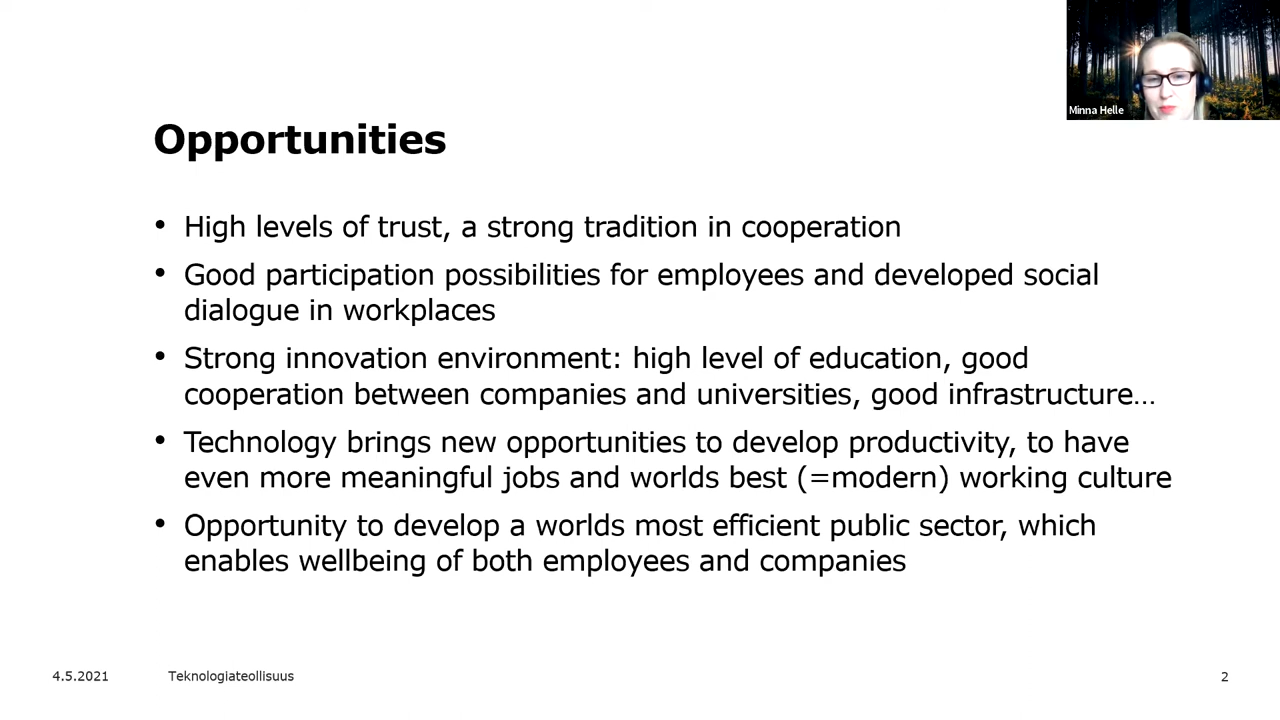 Minna Helle
Opportunities
• High levels of trust, a strong tradition in cooperation
• Good participation possibilities for employees and developed social
dialogue in workplaces
• Strong innovation environment: high level of education, good
cooperation between companies and universities, good infrastructure…
• Technology brings new opportunities to develop productivity, to have
even more meaningful jobs and worlds best (=modern) working culture
• Opportunity to develop a worlds most efficient public sector, which
enables wellbeing of both employees and companies
4.5.2021 Teknologiateollisuus 2